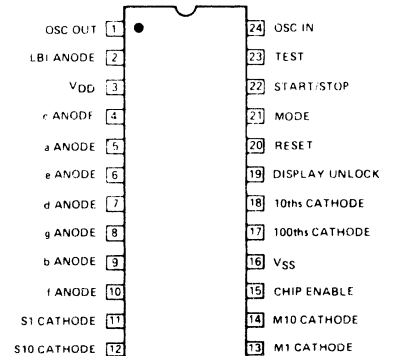 OSC OUT 1 24 OSC IN
LBI ANODE 2 23 TEST
VDD 3 22 START/STOP
c ANODE 4 21 MODE
a ANODE 5 20 RESET
e ANODE 6 19 DISPLAY UNLOCK
d ANODE 7 18 10ths CATHODE
g ANODE 8 17 100ths CATHODE
b ANODE 9 16 VSS
f ANODE 10 15 CHIP ENABLE
S1 CATHODE 11 14 M10 CATHODE
S10 CATHODE 12 13 M1 CATHODE